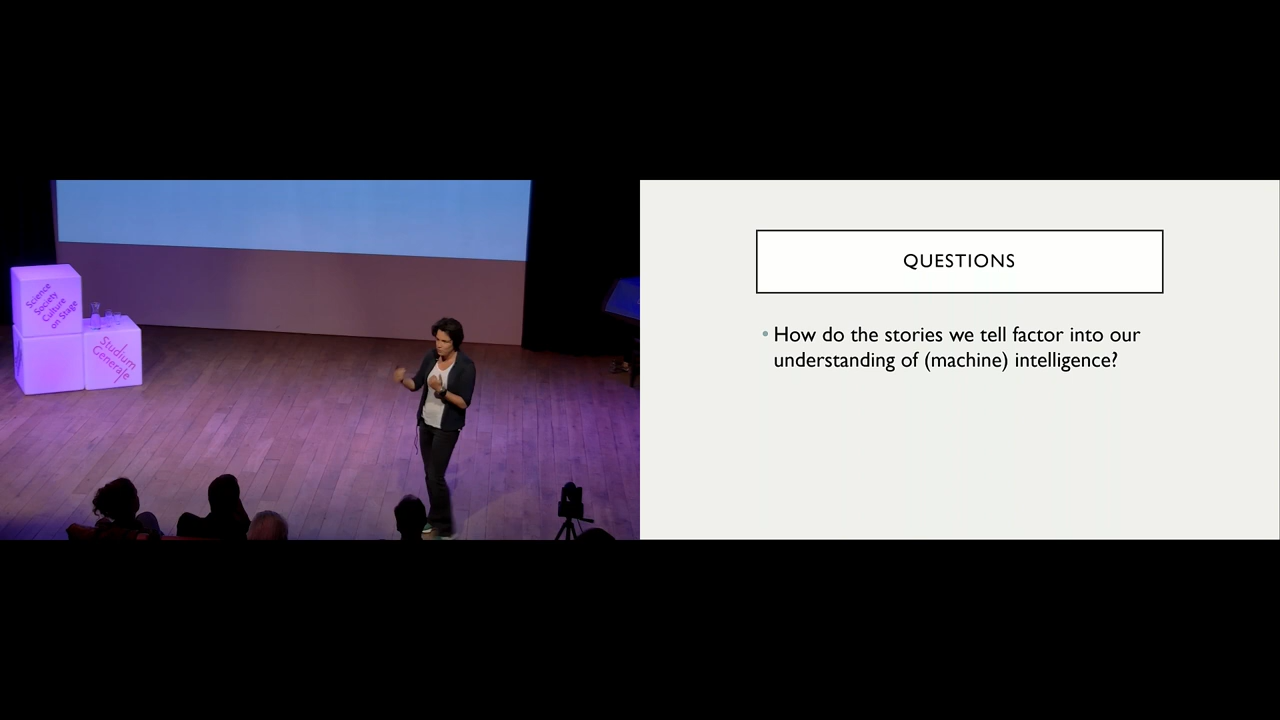 Science
Society
Culture
on Stage
Studium
Generale
QUESTIONS
• How do the stories we tell factor into our
understanding of (machine) intelligence?